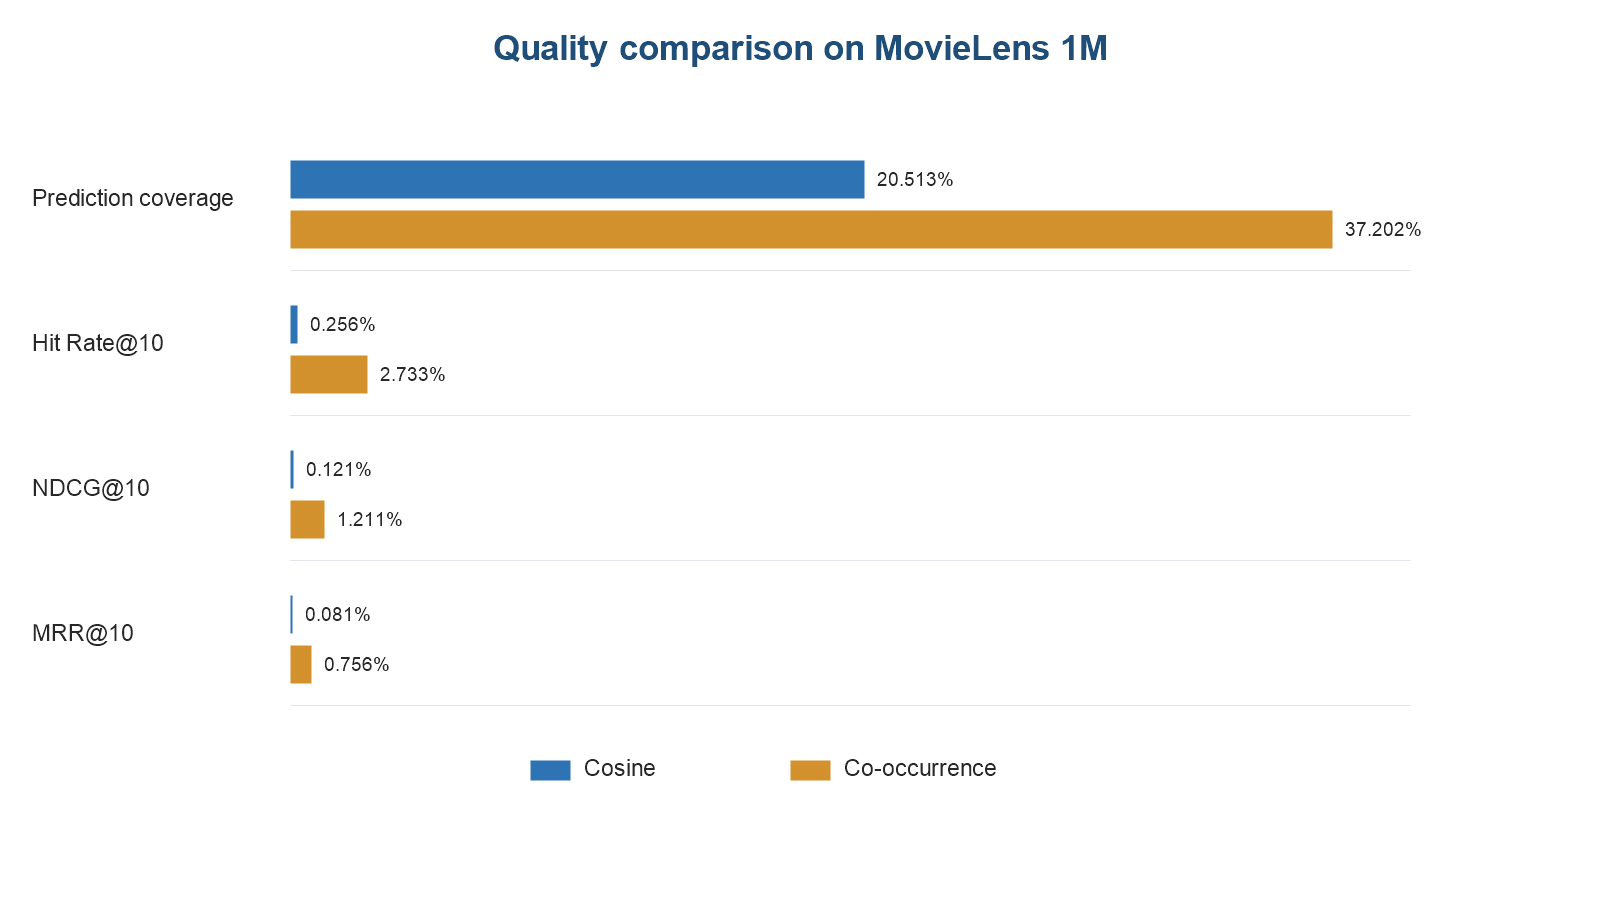 Quality comparison on MovieLens 1M
Prediction coverage
20.513%
37.202%
Hit Rate@10
0.256%
2.733%
NDCG@10
0.121%
1.211%
MRR@10
0.081%
0.756%
Cosine
Co-occurrence